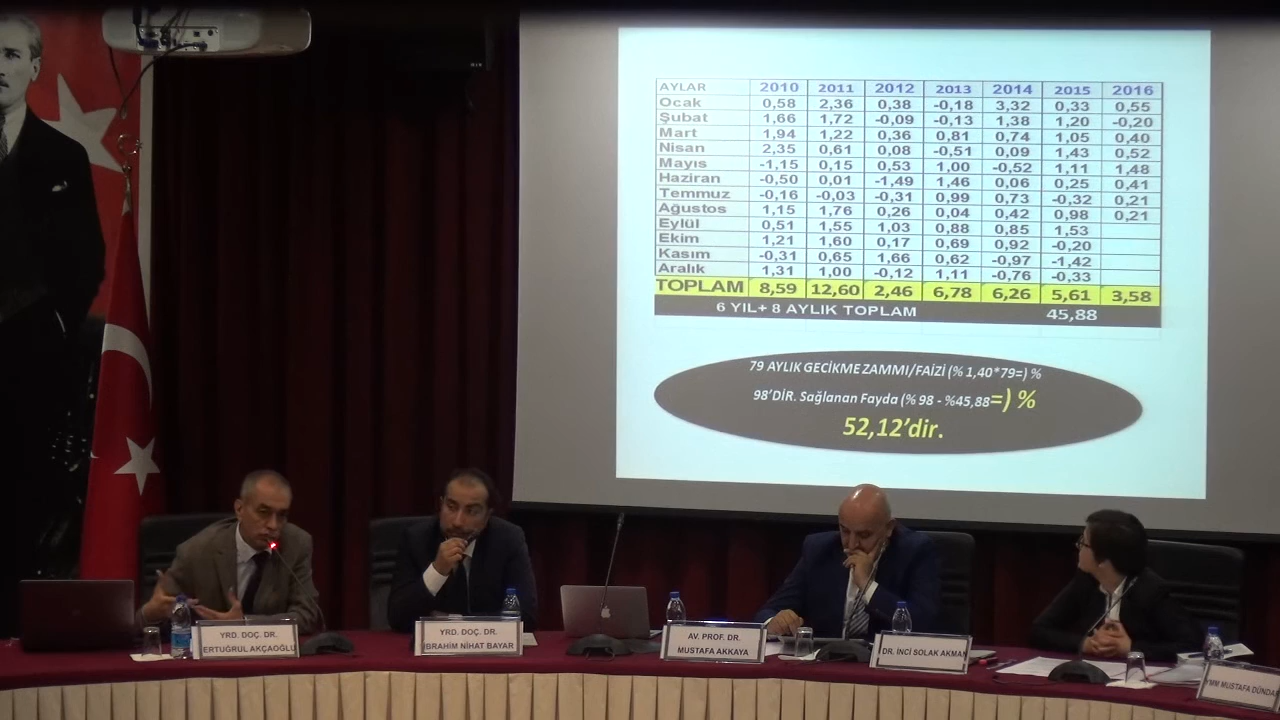 AYLAR 2010 2011 2012 2013 2014 2015 2016
Ocak 0,58 2,36 0,38 -0,18 3,32 0,33 0,55
Şubat 1,66 1,72 -0,09 -0,13 1,38 1,20 -0,20
Mart 1,94 1,22 0,36 0,81 0,74 1,05 0,40
Nisan 2,35 0,61 0,08 -0,51 0,09 1,43 0,52
Mayıs -1,15 0,15 0,53 1,00 -0,52 1,11 1,48
Haziran -0,50 0,01 -1,49 1,46 0,06 0,25 0,41
Temmuz -0,16 -0,03 -0,31 0,99 0,73 -0,32 0,21
Ağustos 1,15 1,76 0,26 0,04 0,42 0,98 0,21
Eylül 0,51 1,55 1,03 0,88 0,85 1,53
Ekim 1,21 1,60 0,17 0,69 0,92 -0,20
Kasım -0,31 0,65 1,66 0,62 -0,97 -1,42
Aralık 1,31 1,00 -0,12 1,11 -0,76 -0,33
TOPLAM 8,59 12,60 2,46 6,78 6,26 5,61 3,58
6 YIL+ 8 AYLIK TOPLAM 45,88
79 AYLIK GECİKME ZAMMI/FAİZİ (% 1,40*79=) %
98'DİR. Sağlanan Fayda (% 98 - %45,88=) %
52,12'dir.
YRD. DOÇ. DR.
ERTUĞRUL AKÇAOĞLU
YRD. DOÇ. DR.
İBRAHİM NİHAT BAYAR
AV. PROF. DR.
MUSTAFA AKKAYA
DR. İNCİ SOLAK AKMAN
YMM MUSTAFA DÜNDA